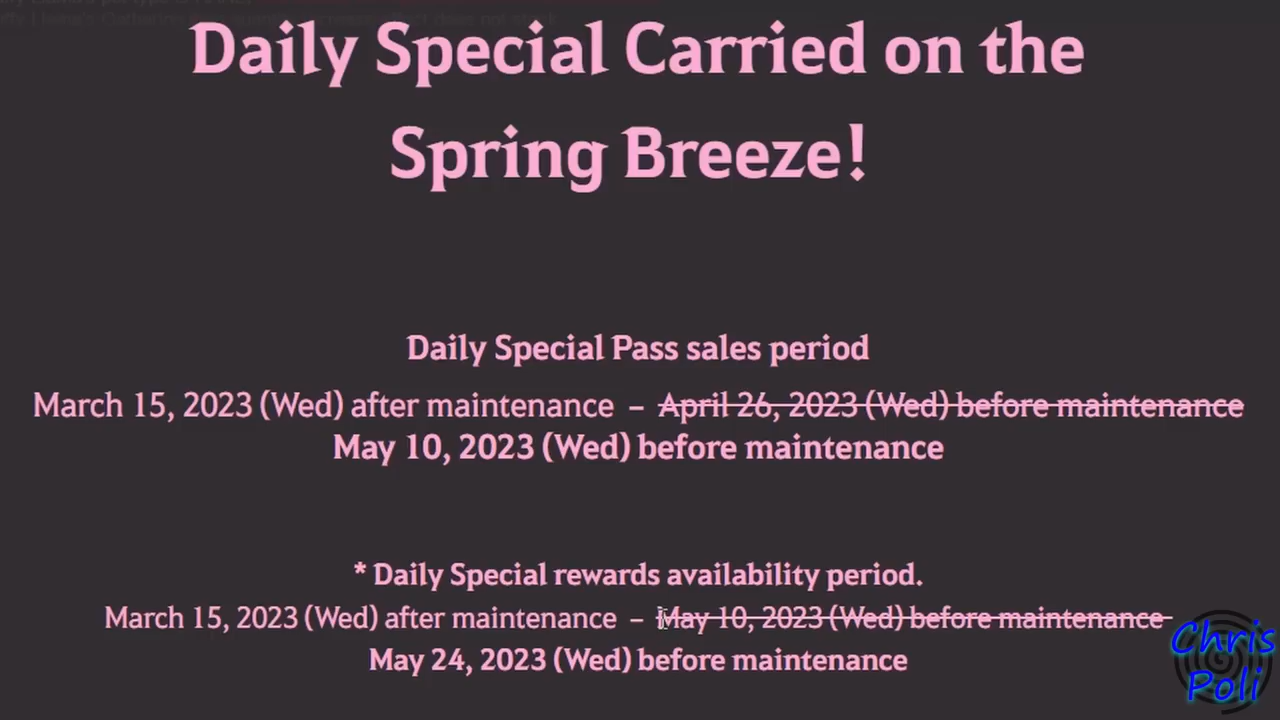 Daily Special Carried on the
Spring Breeze!
Daily Special Pass sales period
March 15, 2023 (Wed) after maintenance – April 26, 2023 (Wed) before maintenance
May 10, 2023 (Wed) before maintenance
* Daily Special rewards availability period.
March 15, 2023 (Wed) after maintenance – May 10, 2023 (Wed) before maintenance
May 24, 2023 (Wed) before maintenance
Chris
Poli